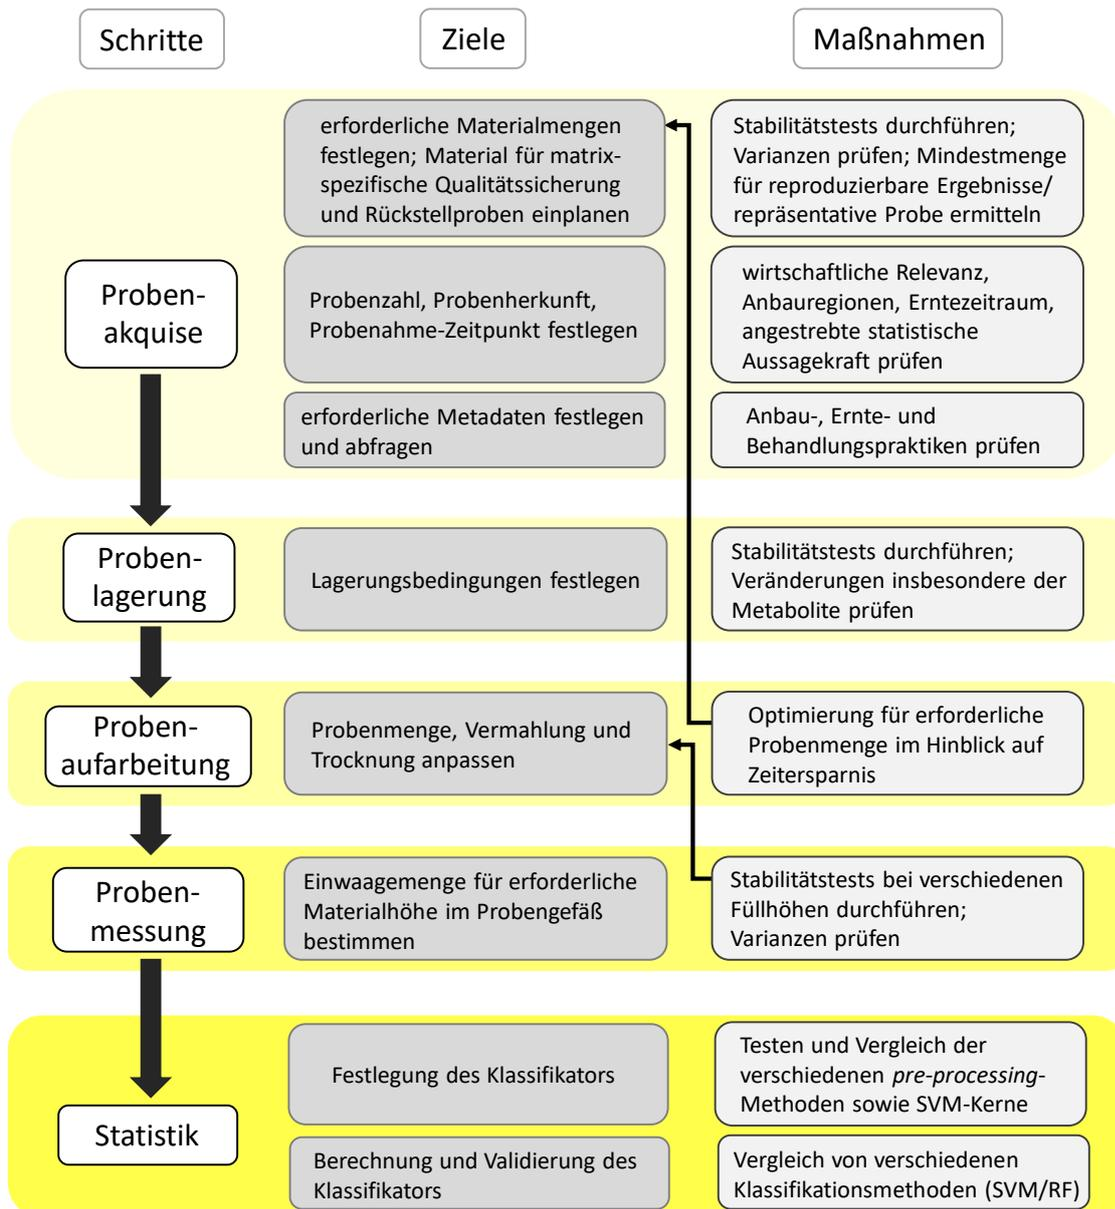 Schritte
Ziele
Maßnahmen
erforderliche Materialmengen
festlegen; Material für matrix-
spezifische Qualitätssicherung
und Rückstellproben einplanen
Stabilitätstests durchführen;
Varianzen prüfen; Mindestmenge
für reproduzierbare Ergebnisse/
repräsentative Probe ermitteln
Proben-
akquise
Probenzahl, Probenherkunft,
Probenahme-Zeitpunkt festlegen
wirtschaftliche Relevanz,
Anbauregionen, Erntezeitraum,
angestrebte statistische
Aussagekraft prüfen
erforderliche Metadaten festlegen
und abfragen
Anbau-, Ernte- und
Behandlungspraktiken prüfen
Proben-
lagerung
Lagerungsbedingungen festlegen
Stabilitätstests durchführen;
Veränderungen insbesondere der
Metabolite prüfen
Proben-
aufarbeitung
Probenmenge, Vermahlung und
Trocknung anpassen
Optimierung für erforderliche
Probenmenge im Hinblick auf
Zeitersparnis
Proben-
messung
Einwaagemenge für erforderliche
Materialhöhe im Probengefäß
bestimmen
Stabilitätstests bei verschiedenen
Füllhöhen durchführen;
Varianzen prüfen
Statistik
Festlegung des Klassifikators
Testen und Vergleich der
verschiedenen pre-processing-
Methoden sowie SVM-Kerne
Berechnung und Validierung des
Klassifikators
Vergleich von verschiedenen
Klassifikationsmethoden (SVM/RF)